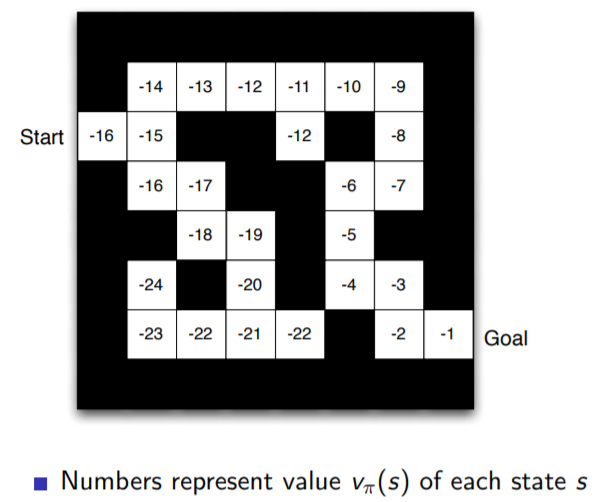 -14 -13 -12 -11 -10 -9
Start -16 -15 -12 -8
-16 -17 -6 -7
-18 -19 -5
-24 -20 -4 -3
-23 -22 -21 -22 -2 -1 Goal
Numbers represent value vπ(s) of each state s